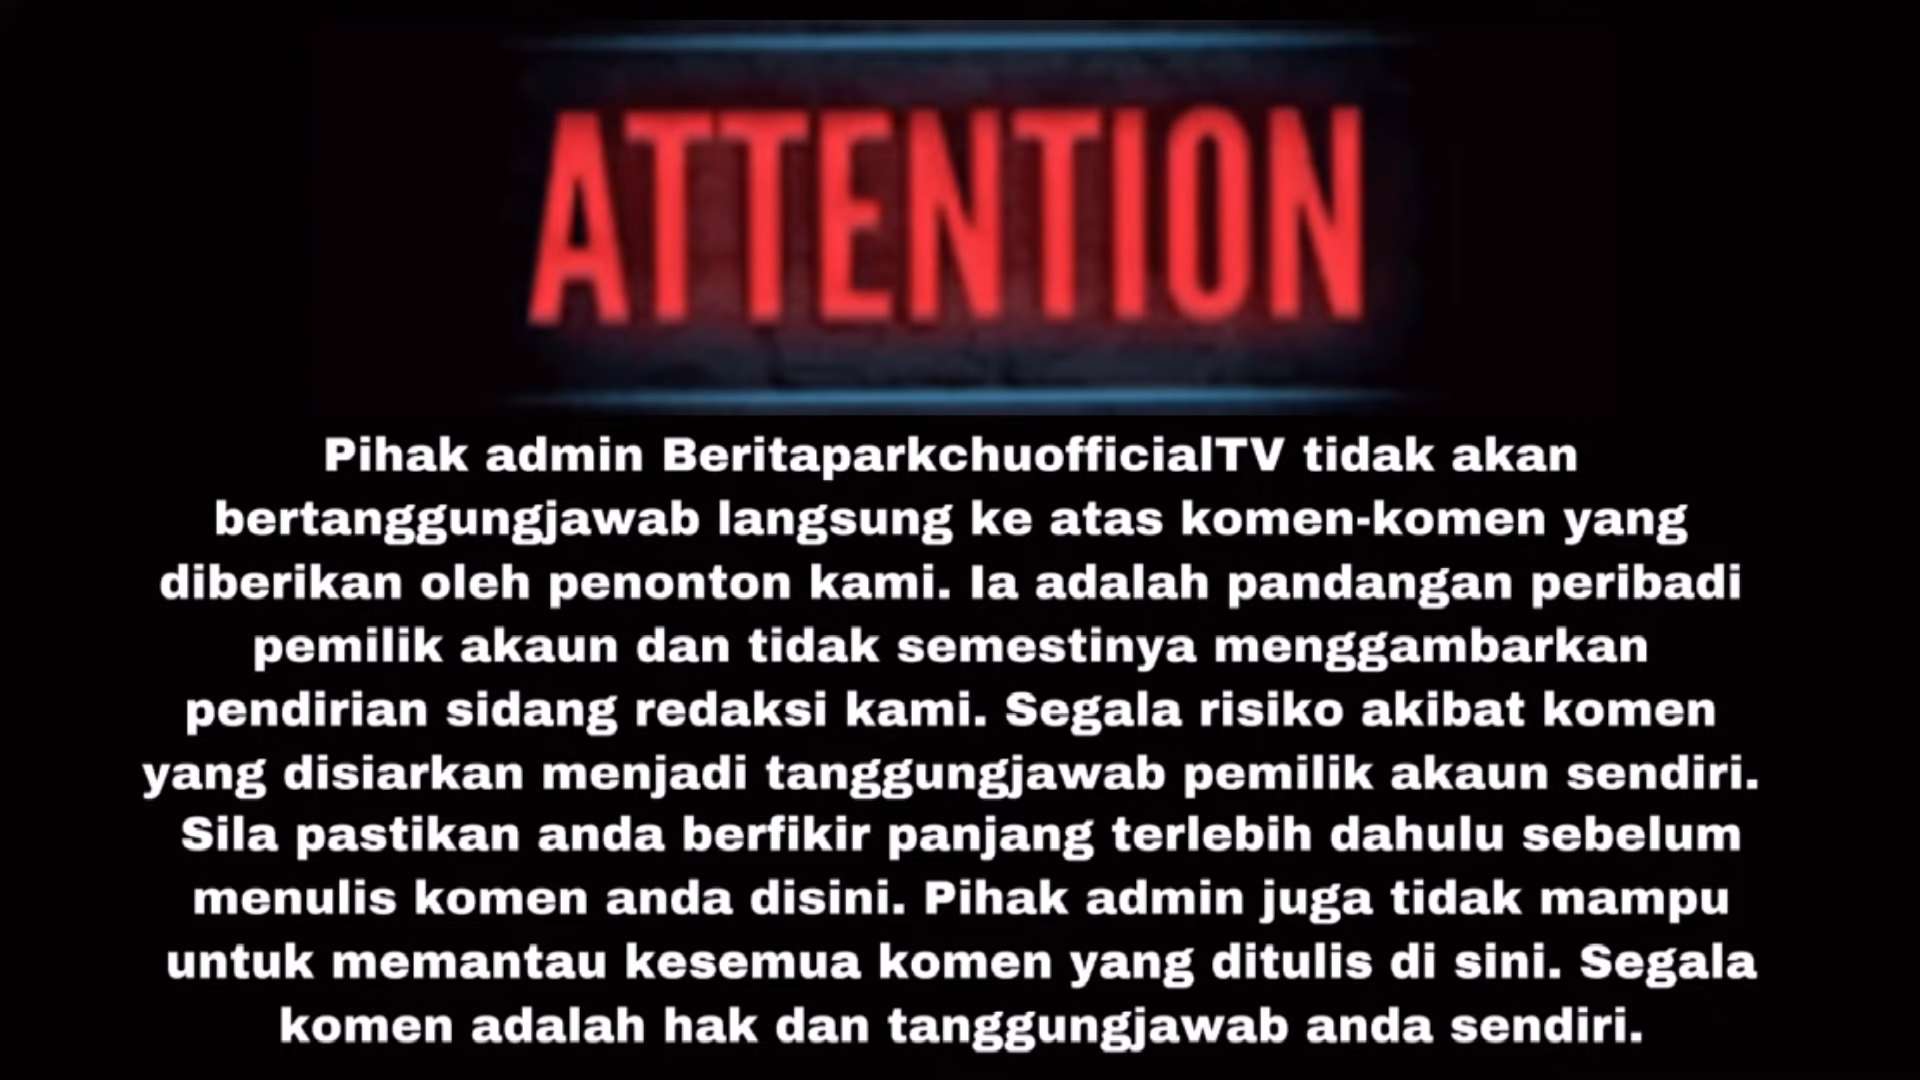 ATTENTION
Pihak admin BeritaparkchuofficialTV tidak akan
bertanggungjawab langsung ke atas komen-komen yang
diberikan oleh penonton kami. Ia adalah pandangan peribadi
pemilik akaun dan tidak semestinya menggambarkan
pendirian sidang redaksi kami. Segala risiko akibat komen
yang disiarkan menjadi tanggungjawab pemilik akaun sendiri.
Sila pastikan anda berfikir panjang terlebih dahulu sebelum
menulis komen anda disini. Pihak admin juga tidak mampu
untuk memantau kesemua komen yang ditulis di sini. Segala
komen adalah hak dan tanggungjawab anda sendiri.